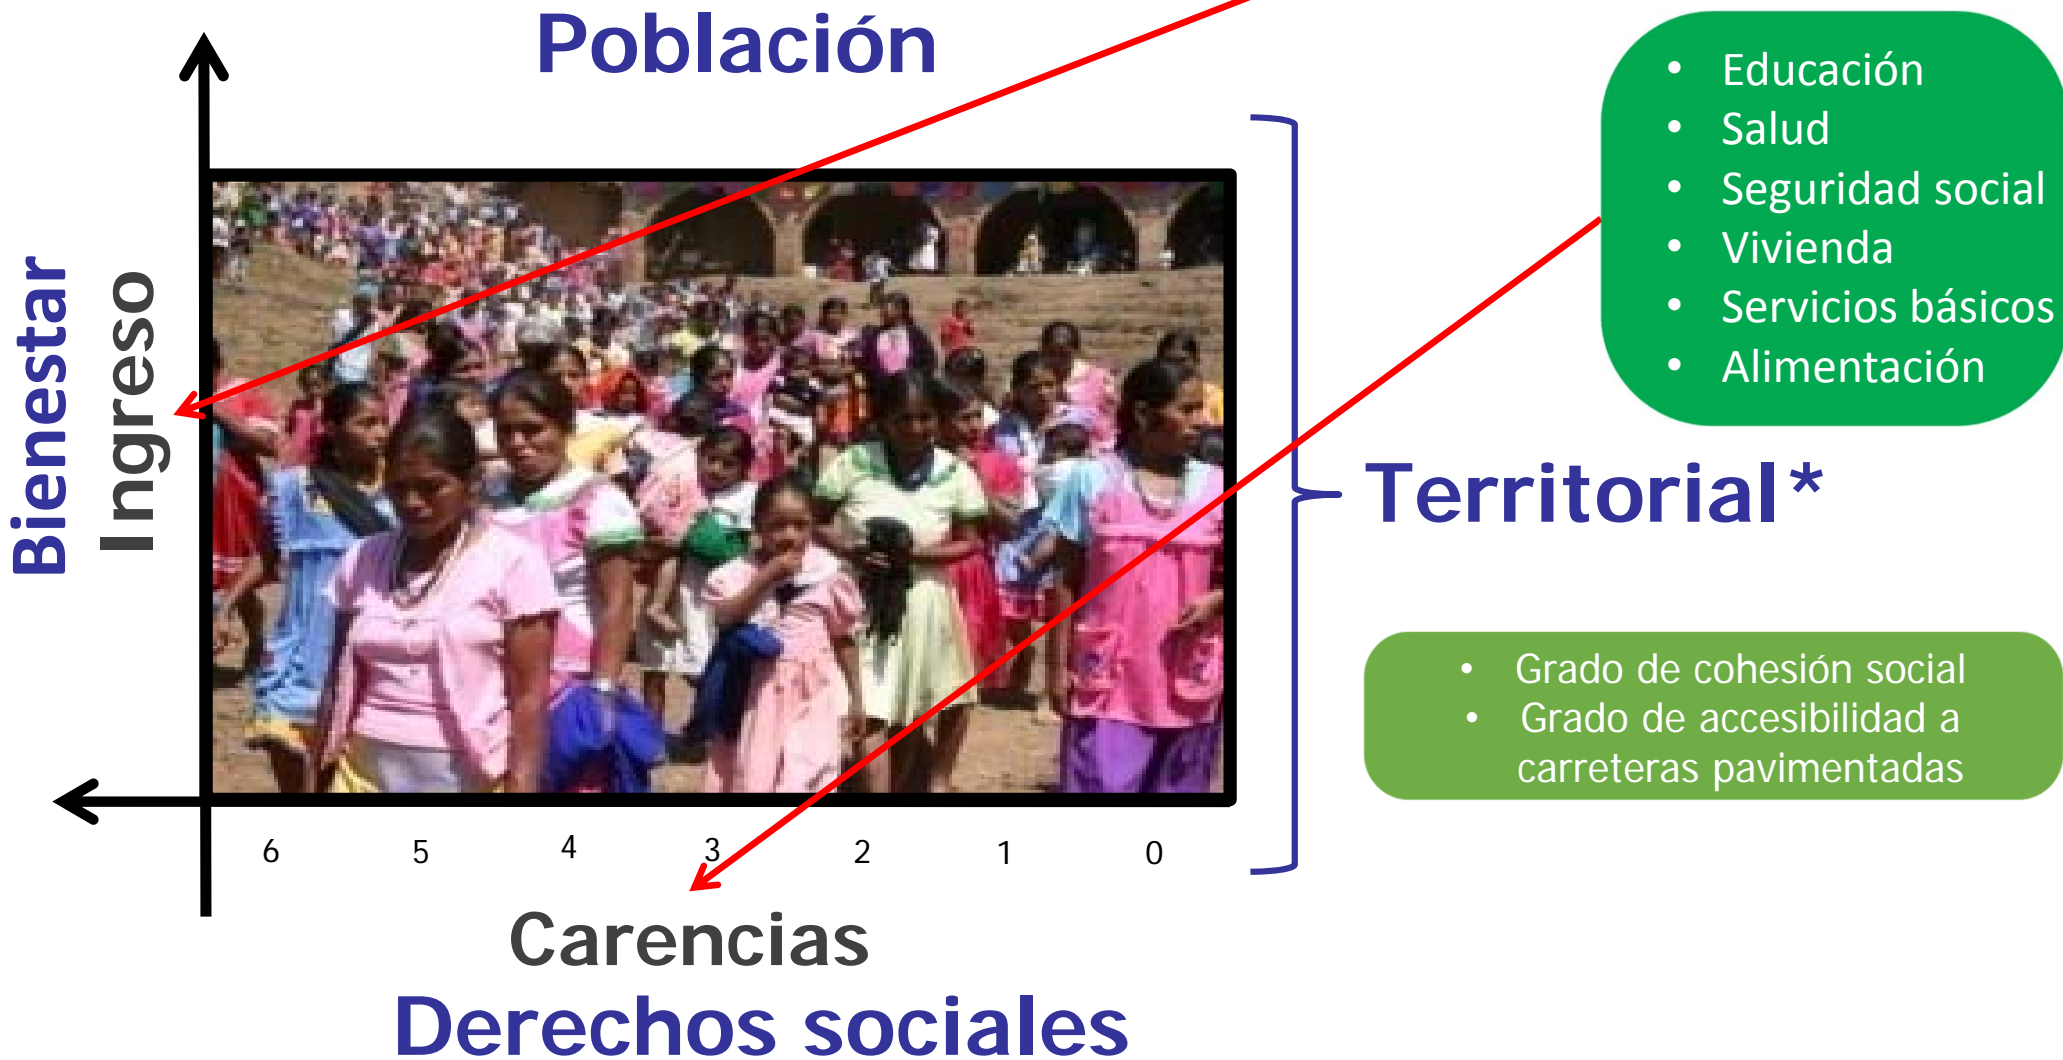 Población
Bienestar
Ingreso
• Educación
• Salud
• Seguridad social
• Vivienda
• Servicios básicos
• Alimentación
Territorial*
• Grado de cohesión social
• Grado de accesibilidad a
carreteras pavimentadas
6 5 4 3 2 1 0
Carencias
Derechos sociales